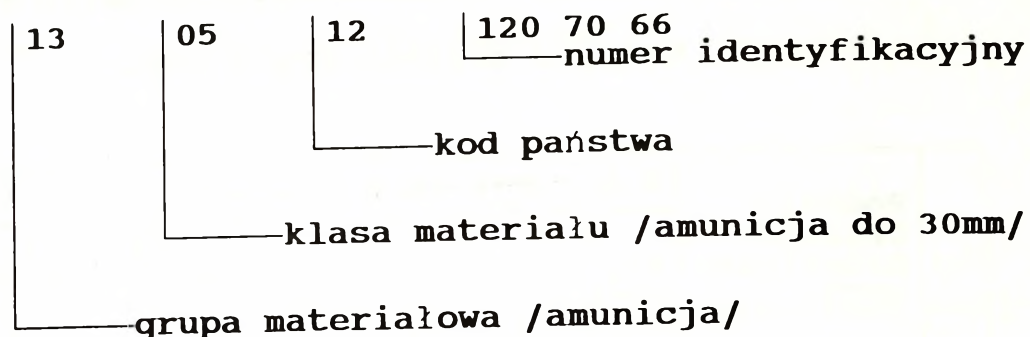 13 05 12 120 70 66
numer identyfikacyjny
kod państwa
klasa materiału /amunicja do 30mm/
grupa materiałowa /amunicja/